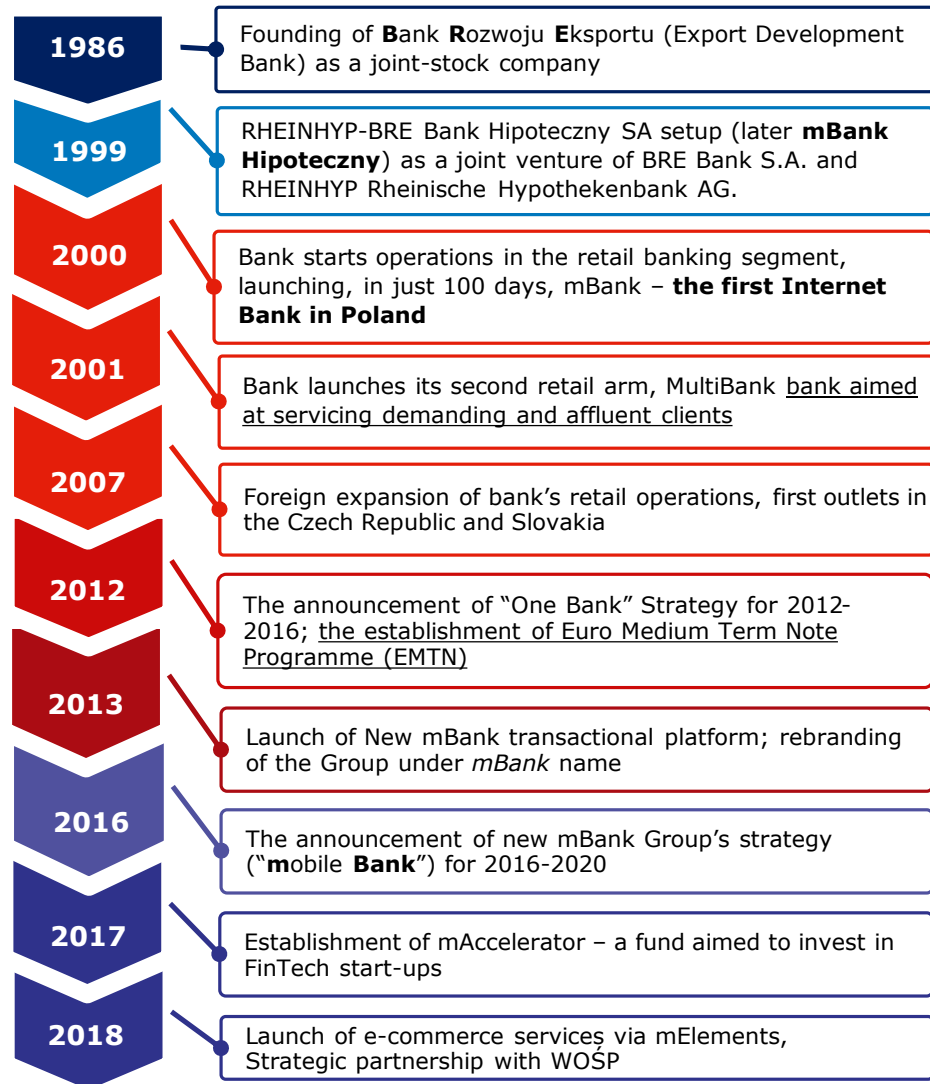 1986
Founding of Bank Rozwoju Eksportu (Export Development
Bank) as a joint-stock company
1999
RHEINHYP-BRE Bank Hipoteczny SA setup (later mBank
Hipoteczny) as a joint venture of BRE Bank S.A. and
RHEINHYP Rheinische Hypothekenbank AG.
2000
Bank starts operations in the retail banking segment,
launching, in just 100 days, mBank – the first Internet
Bank in Poland
2001
Bank launches its second retail arm, MultiBank bank aimed
at servicing demanding and affluent clients
2007
Foreign expansion of bank’s retail operations, first outlets in
the Czech Republic and Slovakia
2012
The announcement of “One Bank” Strategy for 2012-
2016; the establishment of Euro Medium Term Note
Programme (EMTN)
2013
Launch of New mBank transactional platform; rebranding
of the Group under mBank name
2016
The announcement of new mBank Group’s strategy
(“mobile Bank”) for 2016-2020
2017
Establishment of mAccelerator – a fund aimed to invest in
FinTech start-ups
2018
Launch of e-commerce services via mElements,
Strategic partnership with WOŚP